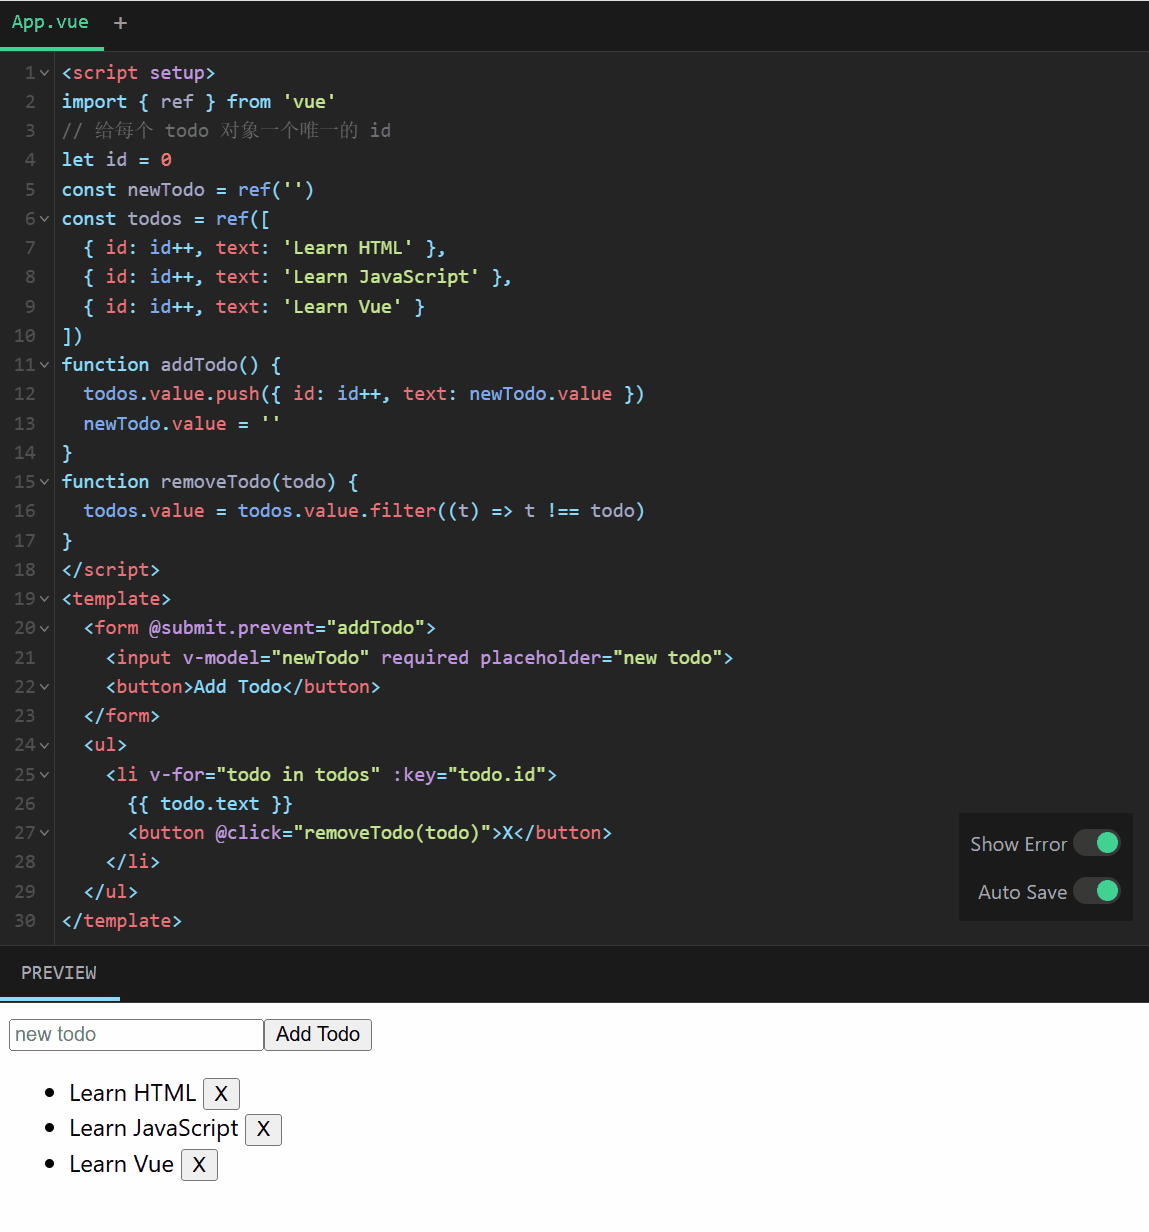 App.vue +
1 <script setup>
2 import { ref } from 'vue'
3 // 给每个 todo 对象一个唯一的 id
4 let id = 0
5 const newTodo = ref('')
6 const todos = ref([
7   { id: id++, text: 'Learn HTML' },
8   { id: id++, text: 'Learn JavaScript' },
9   { id: id++, text: 'Learn Vue' }
10 ])
11 function addTodo() {
12   todos.value.push({ id: id++, text: newTodo.value })
13   newTodo.value = ''
14 }
15 function removeTodo(todo) {
16   todos.value = todos.value.filter((t) => t !== todo)
17 }
18 </script>
19 <template>
20   <form @submit.prevent="addTodo">
21     <input v-model="newTodo" required placeholder="new todo">
22     <button>Add Todo</button>
23   </form>
24   <ul>
25     <li v-for="todo in todos" :key="todo.id">
26       {{ todo.text }}
27       <button @click="removeTodo(todo)">X</button>
28     </li>
29   </ul>
30 </template>
Show Error
Auto Save
PREVIEW
new todo Add Todo
• Learn HTML X
• Learn JavaScript X
• Learn Vue X